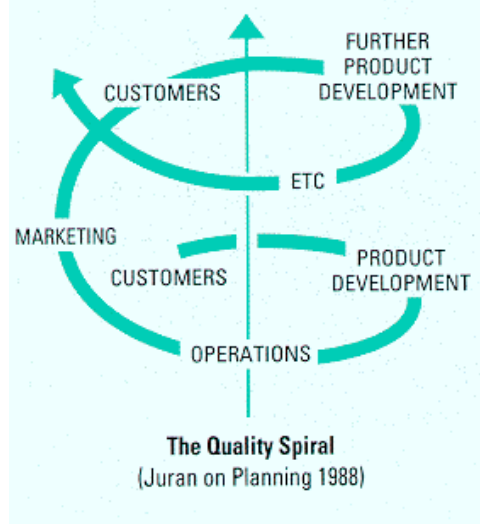 FURTHER
PRODUCT
DEVELOPMENT
CUSTOMERS
ETC
MARKETING
CUSTOMERS
PRODUCT
DEVELOPMENT
OPERATIONS
The Quality Spiral
(Juran on Planning 1988)